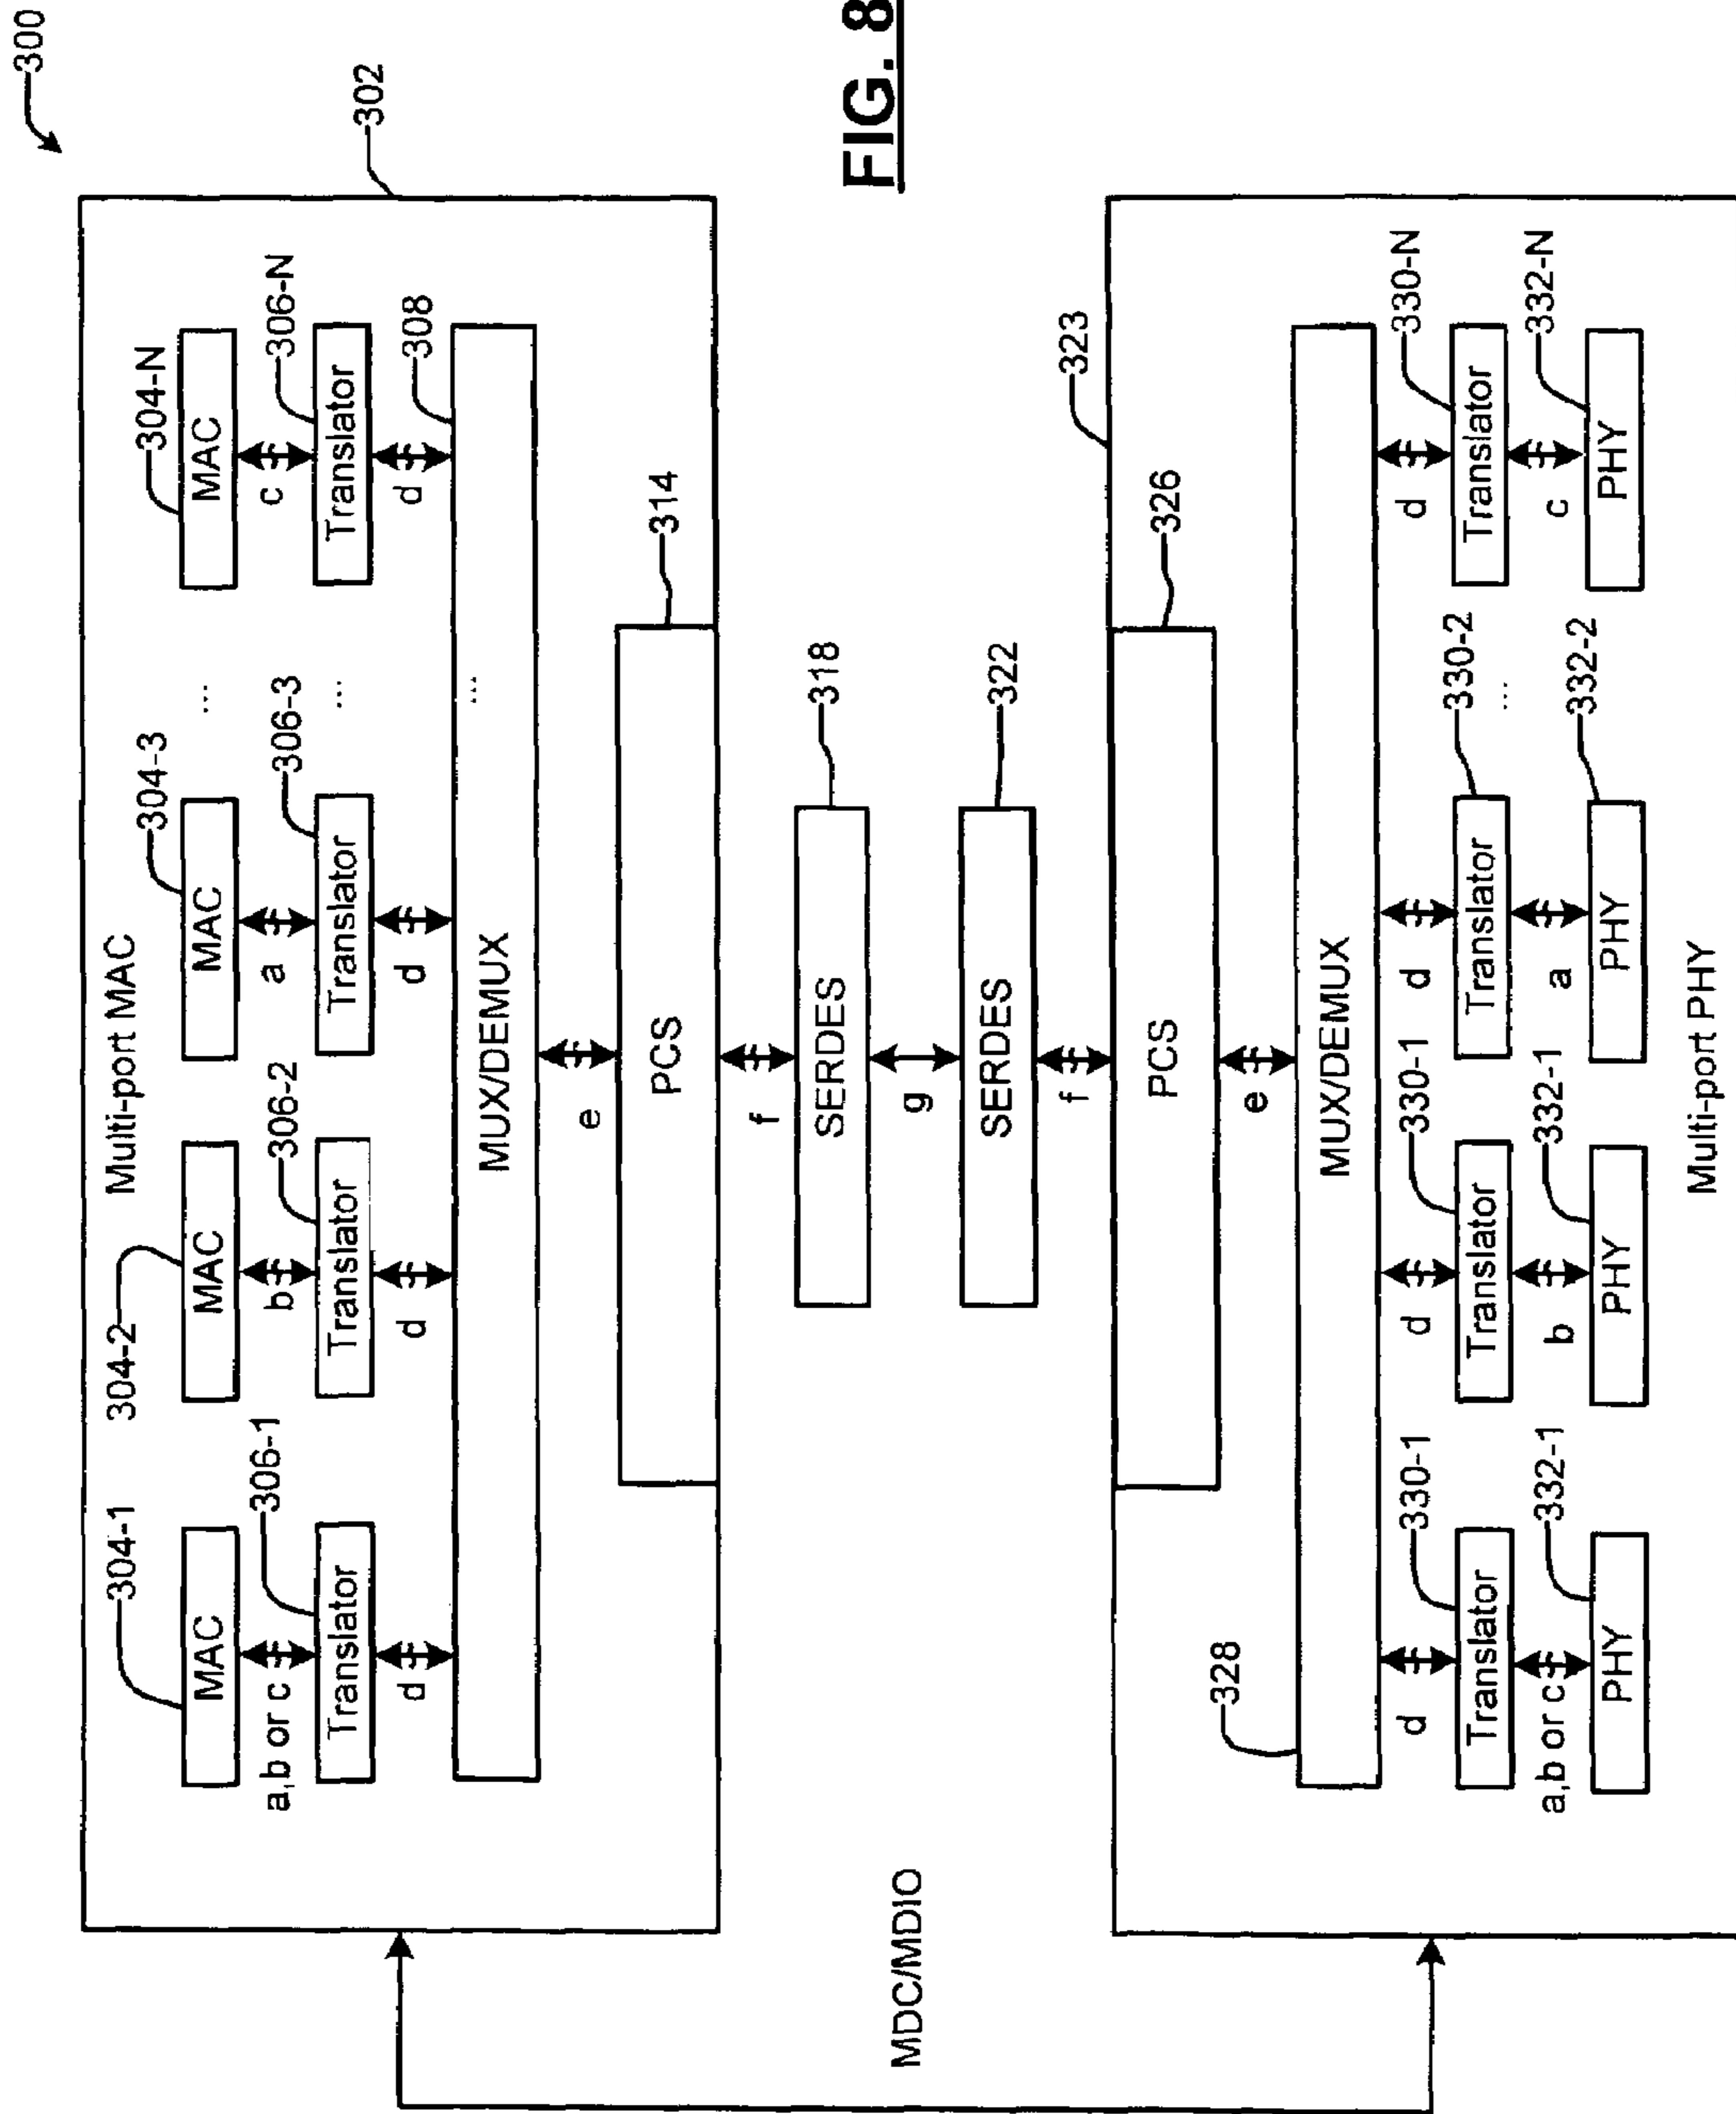 300
302
Multi-port MAC
304-1
304-2
304-3
304-N
MAC
MAC
MAC
...
MAC
a,b or c
306-1
b
306-2
a
306-3
c
306-N
Translator
Translator
Translator
...
Translator
d
d
d
d
308
MUX/DEMUX
...
e
314
PCS
f
318
SERDES
g
322
SERDES
f
MDC/MDIO
FIG. 8
323
326
PCS
e
328
MUX/DEMUX
d
330-1
d
330-1
d
330-2
d
330-N
Translator
Translator
Translator
...
Translator
a,b or c
332-1
b
332-1
a
332-2
c
332-N
PHY
PHY
PHY
PHY
Multi-port PHY